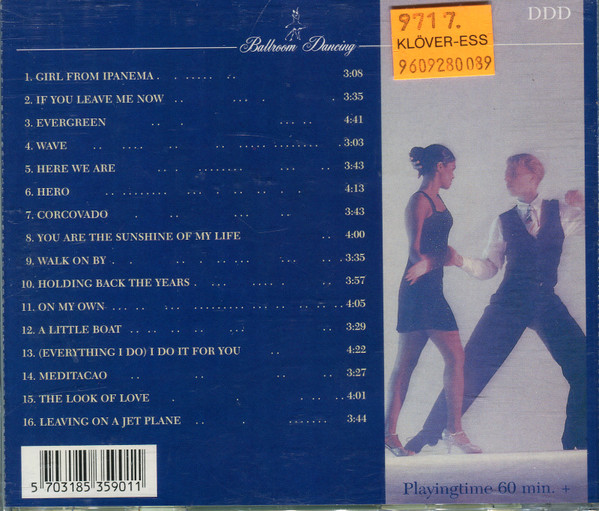 Ballroom Dancing
DDD
971 7.
KLÖVER-ESS
9609280089
1. GIRL FROM IPANEMA 3:08
2. IF YOU LEAVE ME NOW 3:35
3. EVERGREEN 4:41
4. WAVE 3:03
5. HERE WE ARE 3:43
6. HERO 4:13
7. CORCOVADO 3:43
8. YOU ARE THE SUNSHINE OF MY LIFE 4:00
9. WALK ON BY 3:35
10. HOLDING BACK THE YEARS 3:57
11. ON MY OWN 4:05
12. A LITTLE BOAT 3:29
13. (EVERYTHING I DO) I DO IT FOR YOU 4:22
14. MEDITACAO 3:27
15. THE LOOK OF LOVE 4:01
16. LEAVING ON A JET PLANE 3:44
5 703185 359011
Playingtime 60 min. +